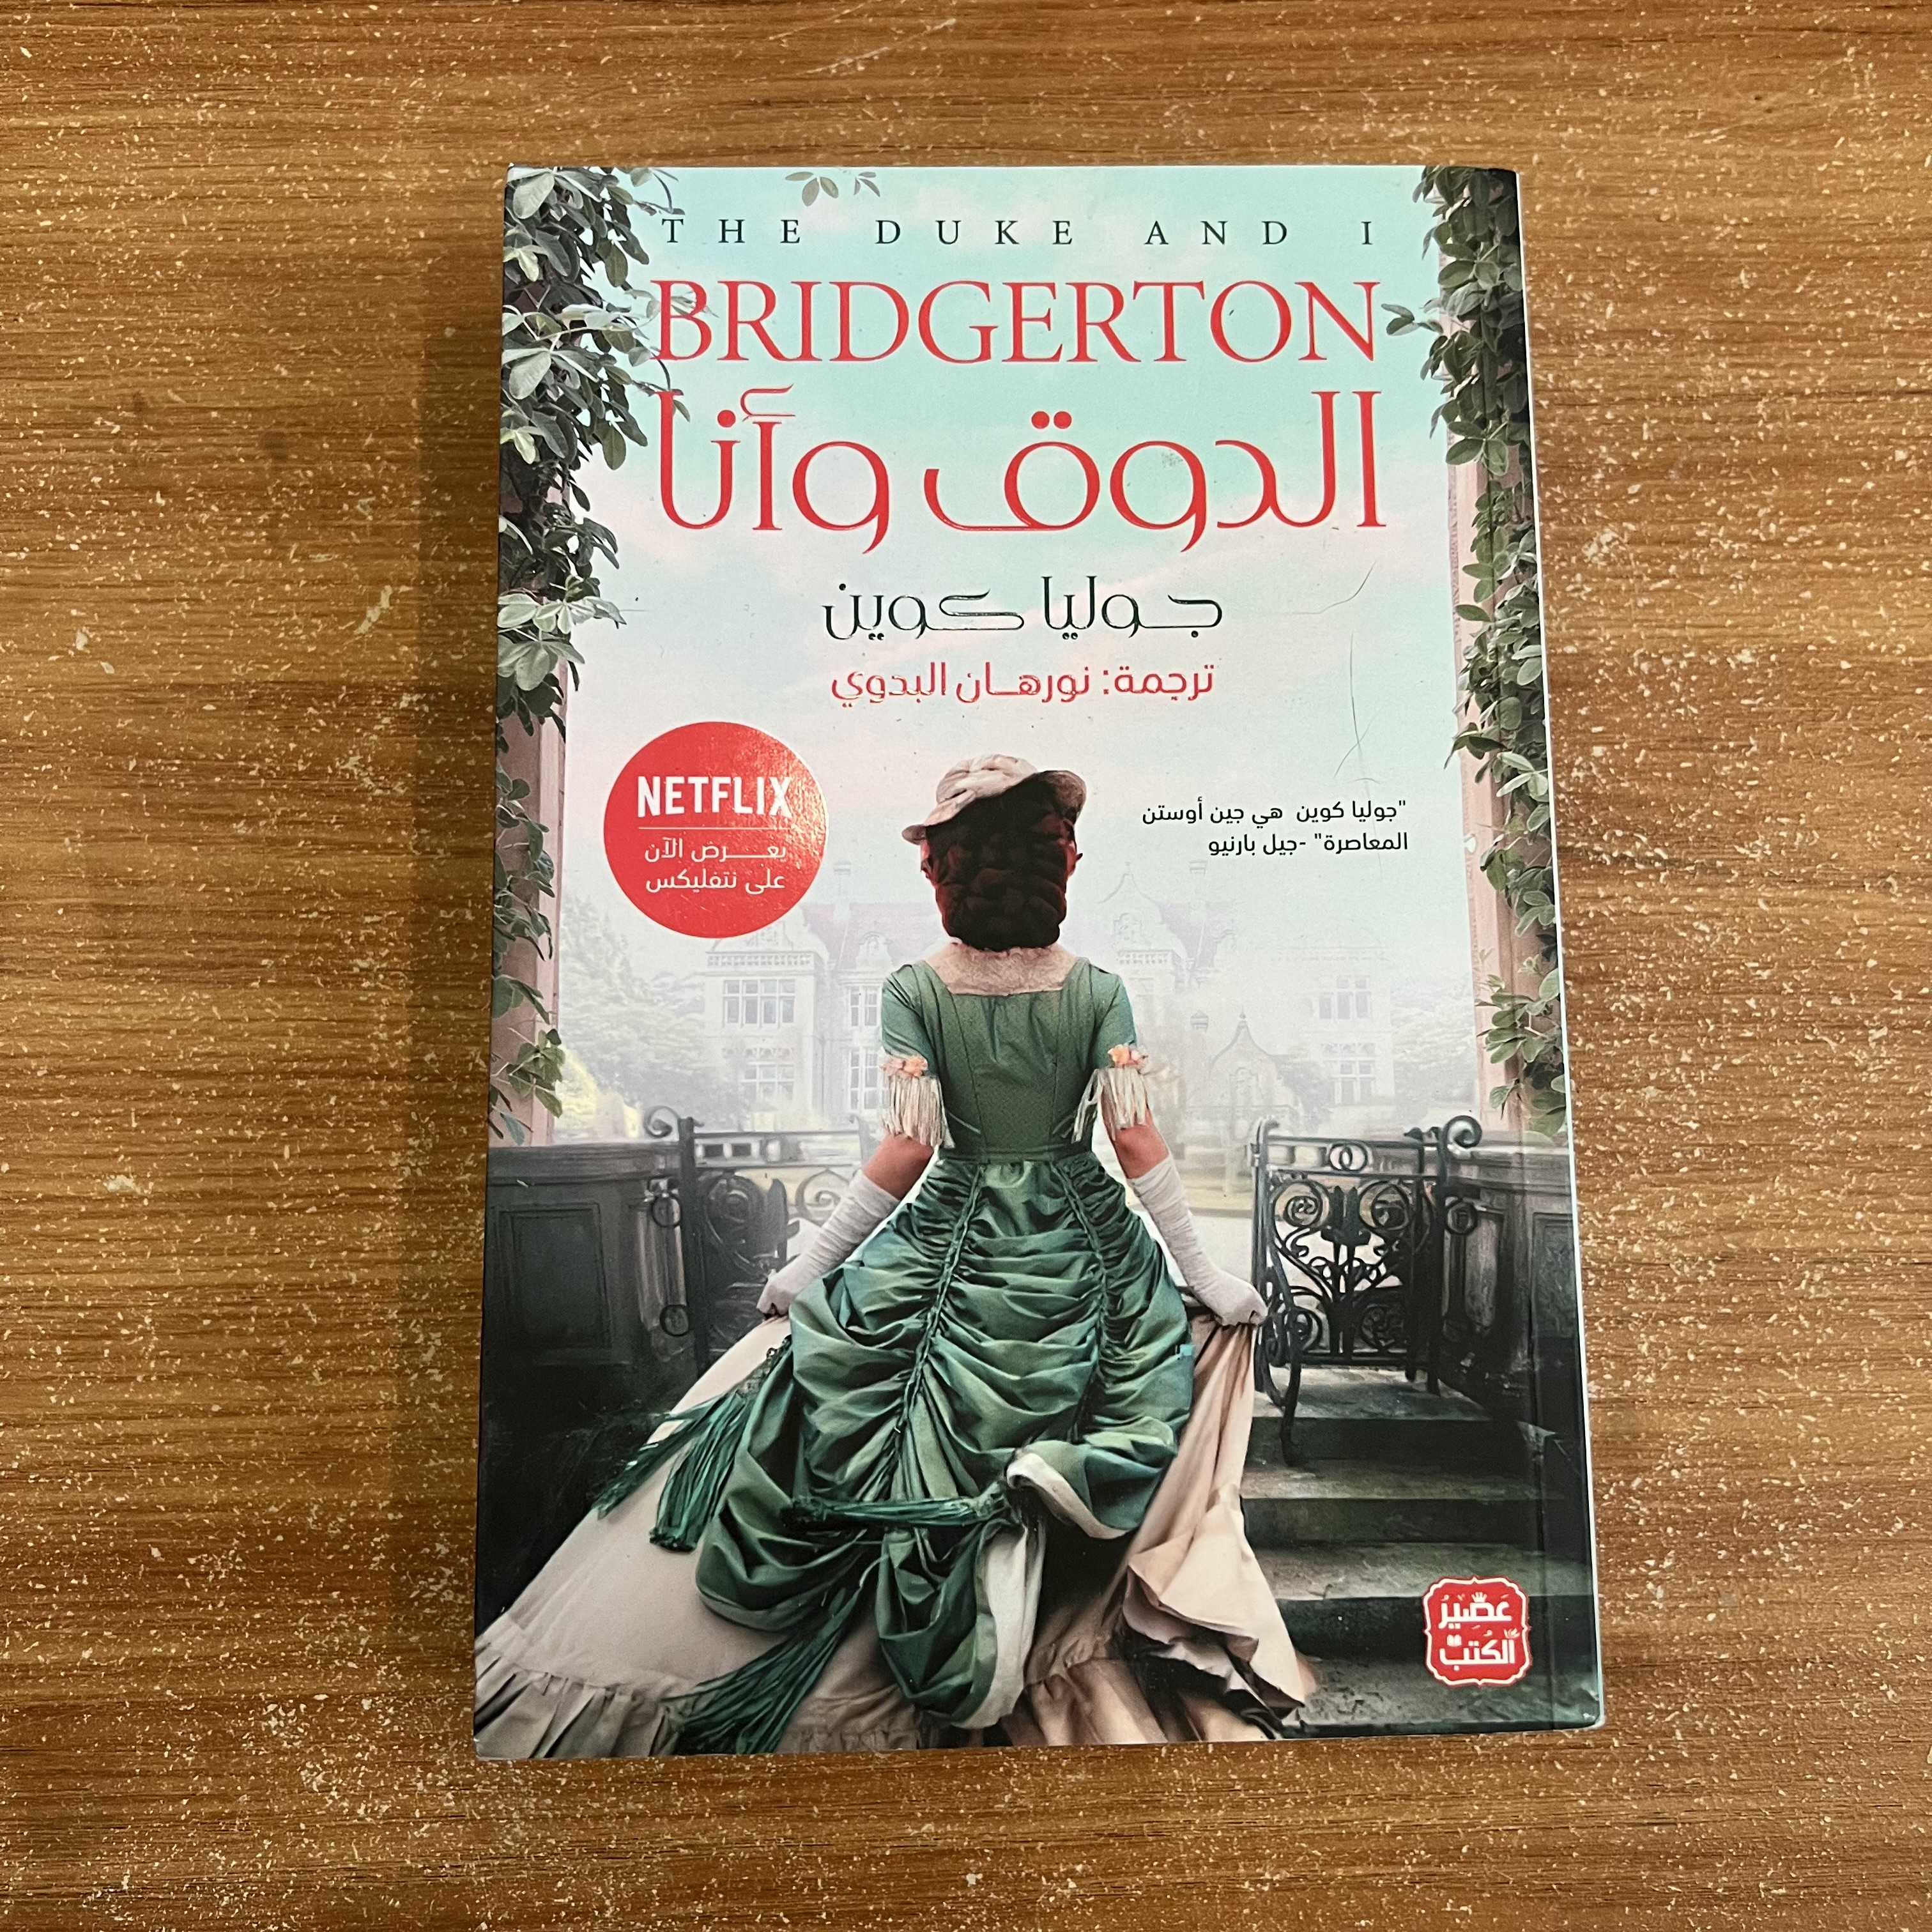 THE DUKE AND I
BRIDGERTON
الدوق وأنا
جوليا كوين
ترجمة: نورهان البدوي
NETFLIX
يعرض الآن
على نتفليكس
"جوليا كوين هي جين أوستن
المعاصرة" -جيل بارنيو
عصير
الكتب